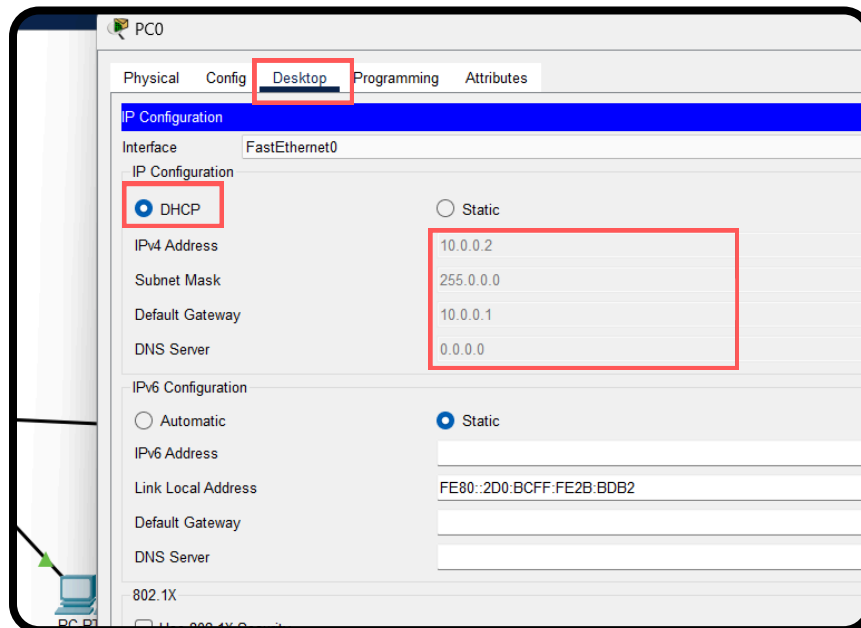 PC0
Physical Config Desktop Programming Attributes
IP Configuration
Interface FastEthernet0
IP Configuration
DHCP Static
IPv4 Address 10.0.0.2
Subnet Mask 255.0.0.0
Default Gateway 10.0.0.1
DNS Server 0.0.0.0
IPv6 Configuration
Automatic Static
IPv6 Address
Link Local Address FE80::2D0:BCFF:FE2B:BDB2
Default Gateway
DNS Server
802.1X